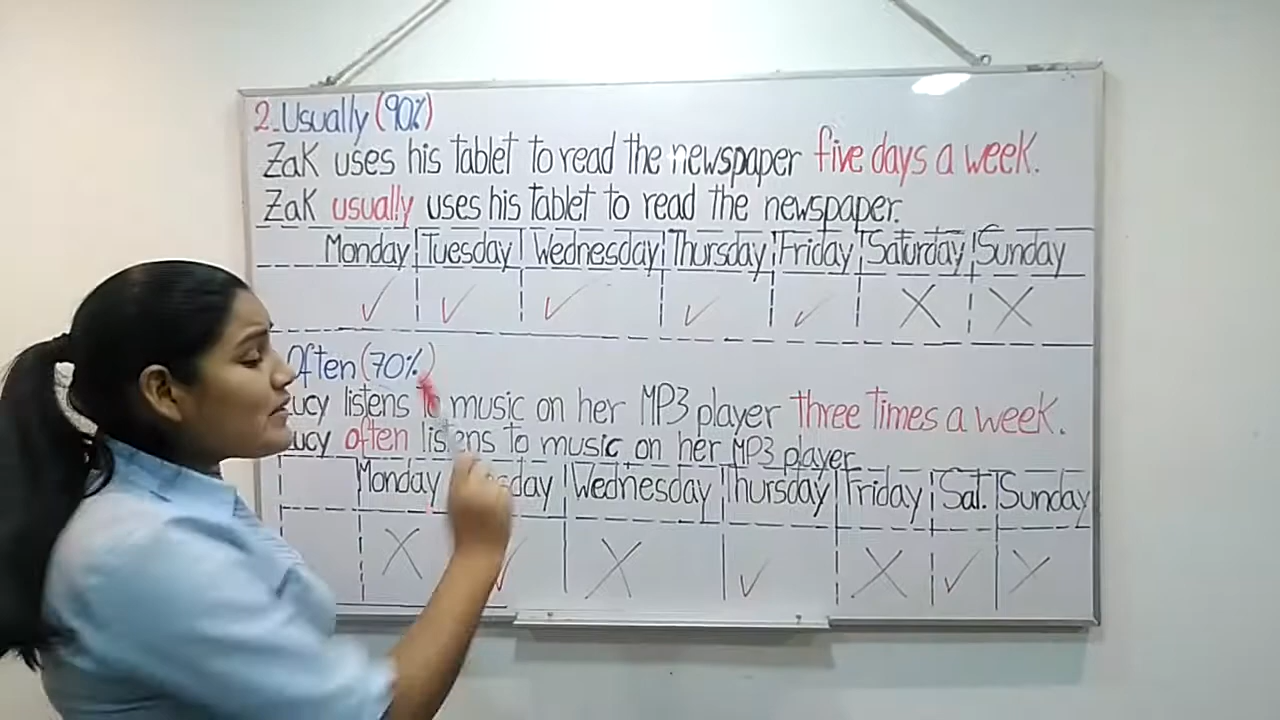 2_Usually (90%)
Zak uses his tablet to read the newspaper five days a week.
Zak usually uses his tablet to read the newspaper.
Monday Tuesday Wednesday Thursday Friday Saturday Sunday
Often (70%)
listens to music on her MP3 player three times a week.
often listens to music on her MP3 player
Monday Wednesday Thursday Friday Sat. Sunday